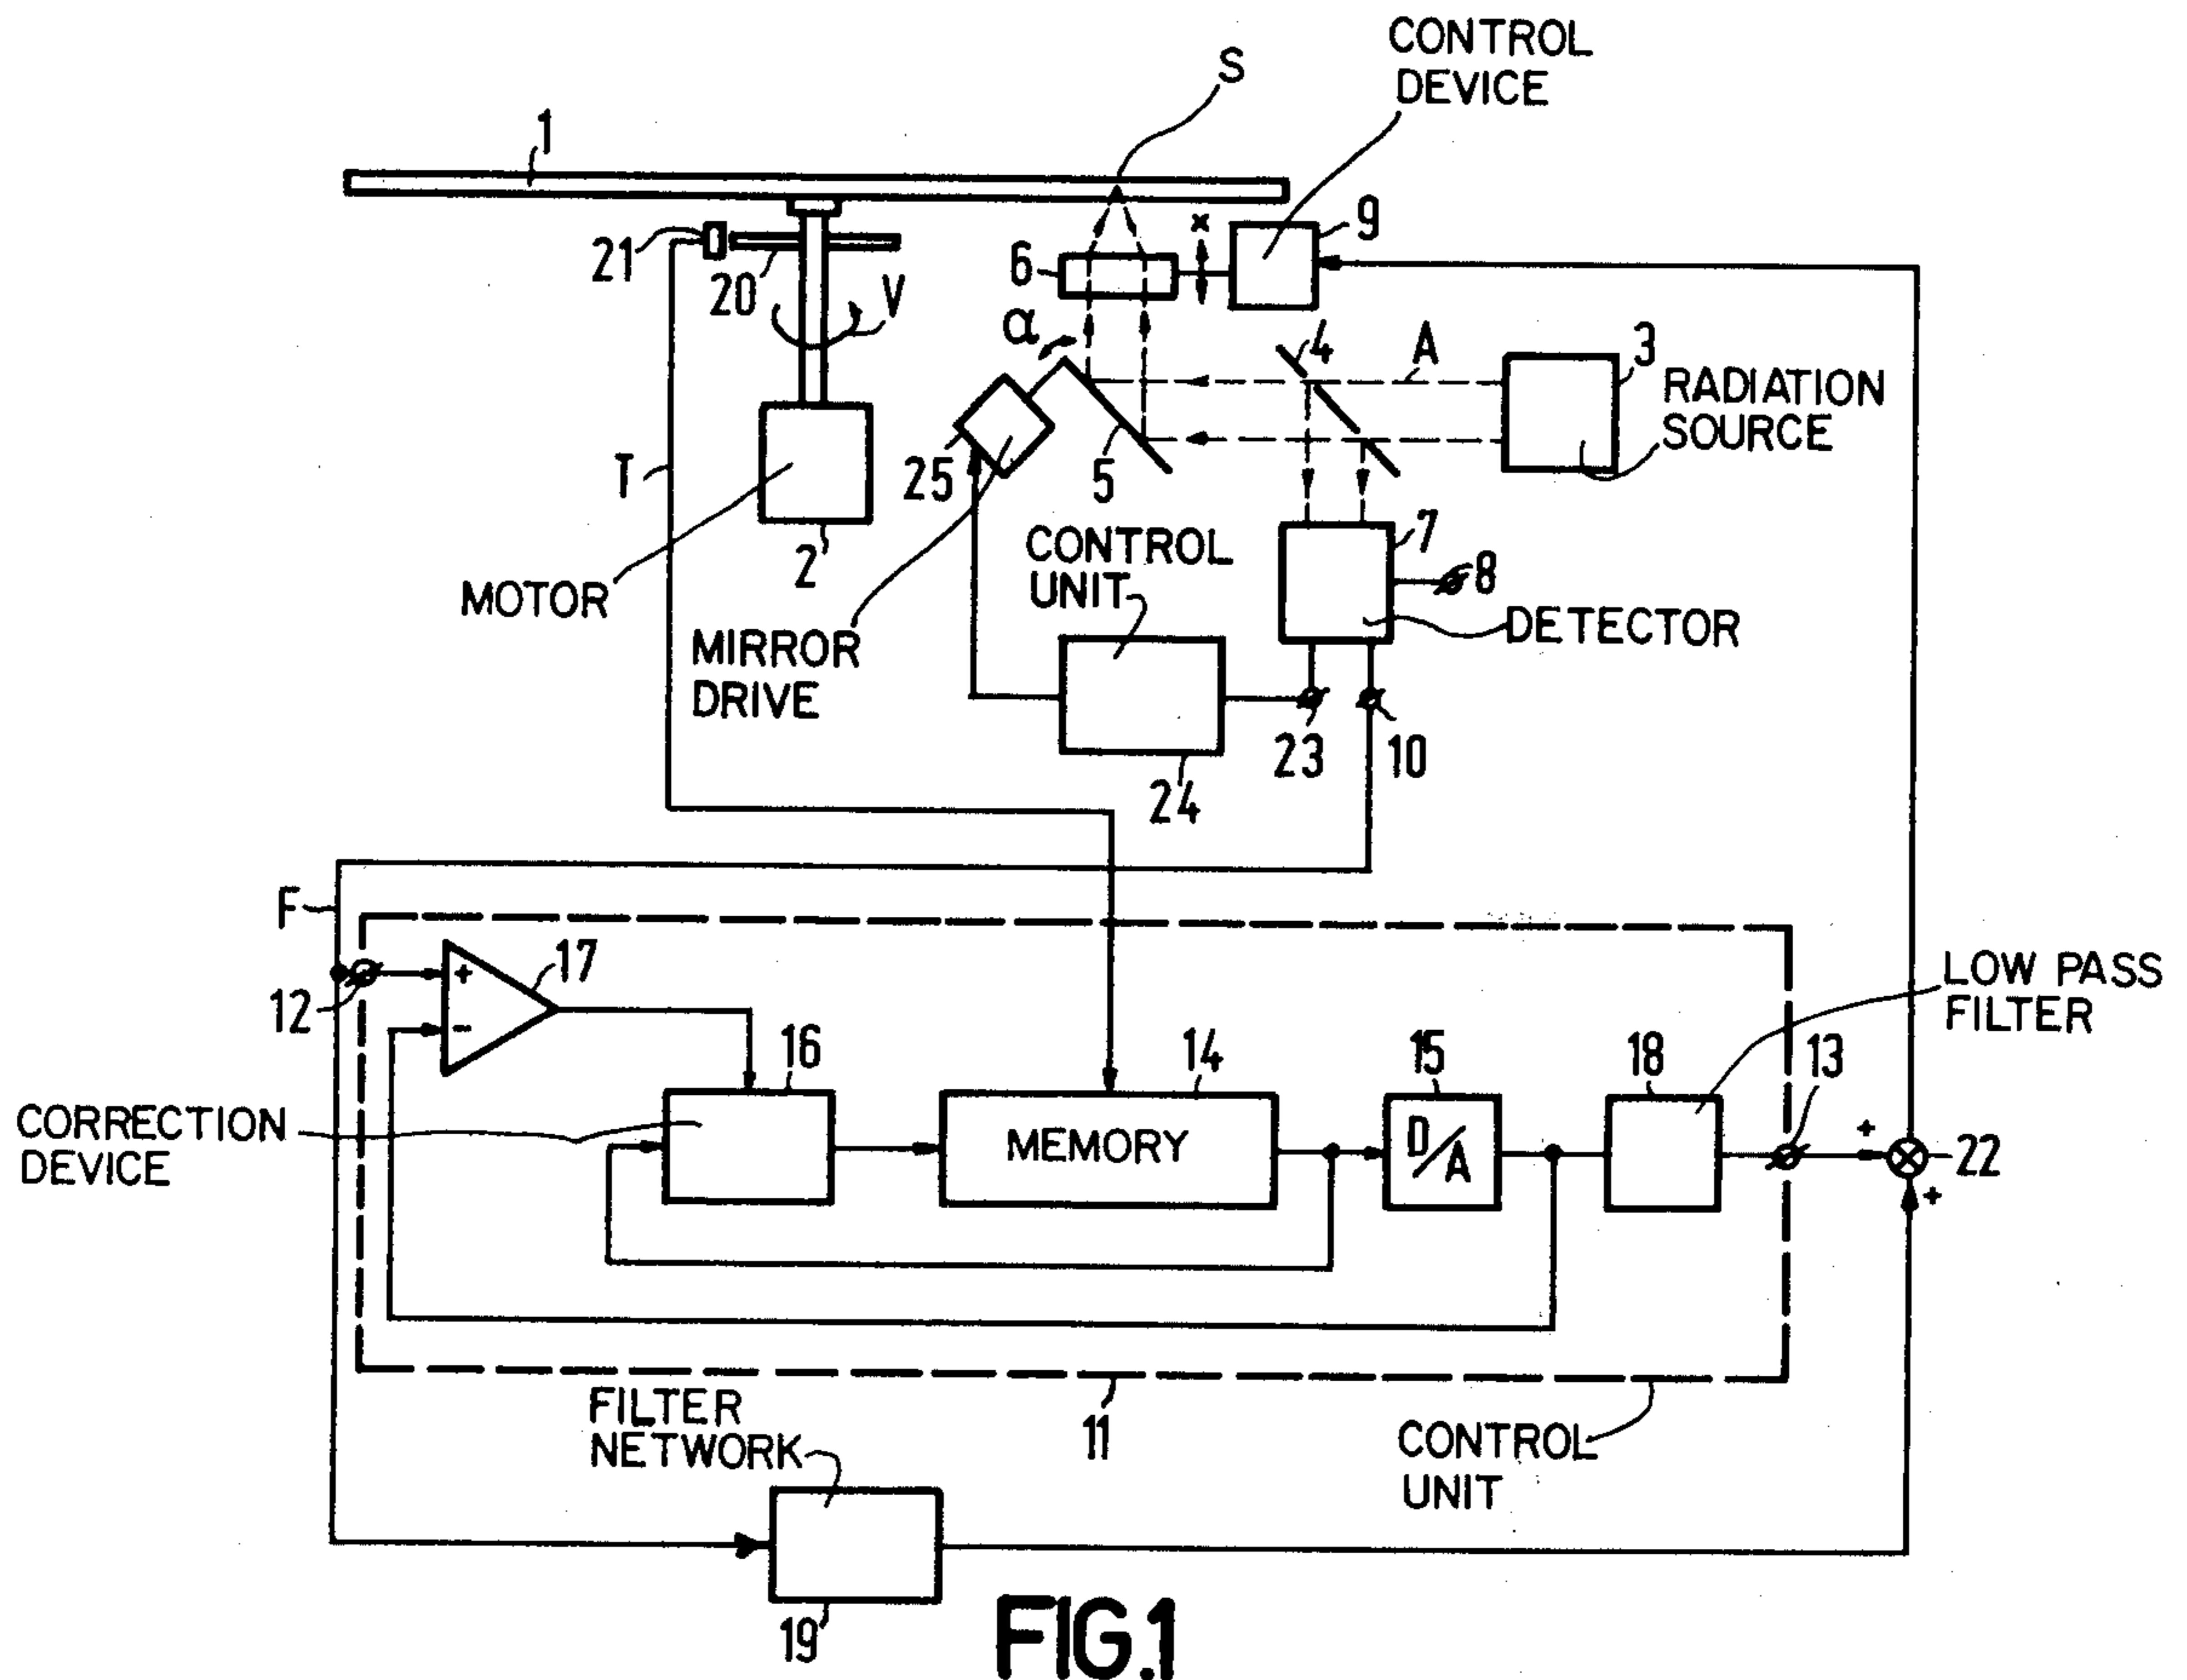 CONTROL
DEVICE
S
1
21
20
V
x
9
6
α
4
A
3
RADIATION
SOURCE
T
25
5
2
MOTOR
CONTROL
UNIT
7
8
DETECTOR
MIRROR
DRIVE
23
10
24
F
12
+
-
17
LOW PASS
FILTER
16
14
15
18
13
CORRECTION
DEVICE
MEMORY
D/A
+
22
+
FILTER
NETWORK
11
CONTROL
UNIT
19
FIG.1